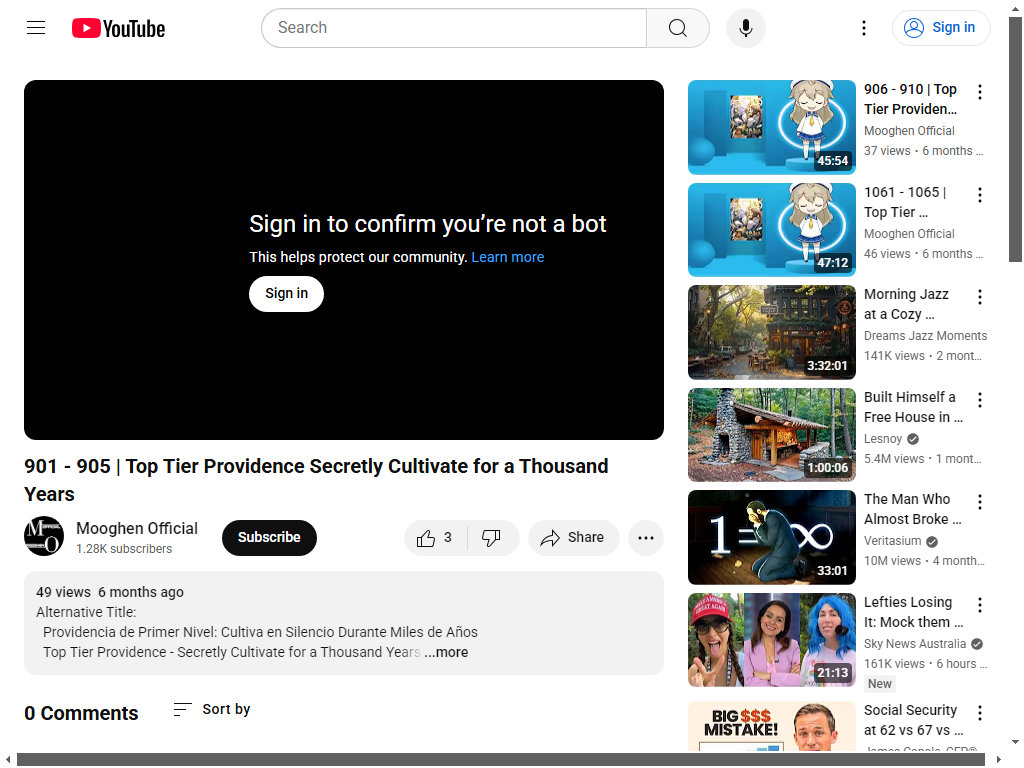 YouTube
Search
Sign in
Sign in to confirm you’re not a bot
This helps protect our community. Learn more
Sign in
901 - 905 | Top Tier Providence Secretly Cultivate for a Thousand
Years
Mooghen Official
1.28K subscribers
Subscribe
3
Share
49 views 6 months ago
Alternative Title:
Providencia de Primer Nivel: Cultiva en Silencio Durante Miles de Años
Top Tier Providence - Secretly Cultivate for a Thousand Years ...more
0 Comments
Sort by
45:54
906 - 910 | Top
Tier Providen...
Mooghen Official
37 views • 6 months ...
47:12
1061 - 1065 |
Top Tier ...
Mooghen Official
46 views • 6 months ...
3:32:01
Morning Jazz
at a Cozy ...
Dreams Jazz Moments
141K views • 2 mont...
1:00:06
Built Himself a
Free House in ...
Lesnoy
5.4M views • 1 mont...
1 = ∞
33:01
The Man Who
Almost Broke ...
Veritasium
10M views • 4 month...
21:13
Lefties Losing
It: Mock them ...
Sky News Australia
161K views • 6 hours ...
New
BIG $$$
MISTAKE!
Social Security
at 62 vs 67 vs ...